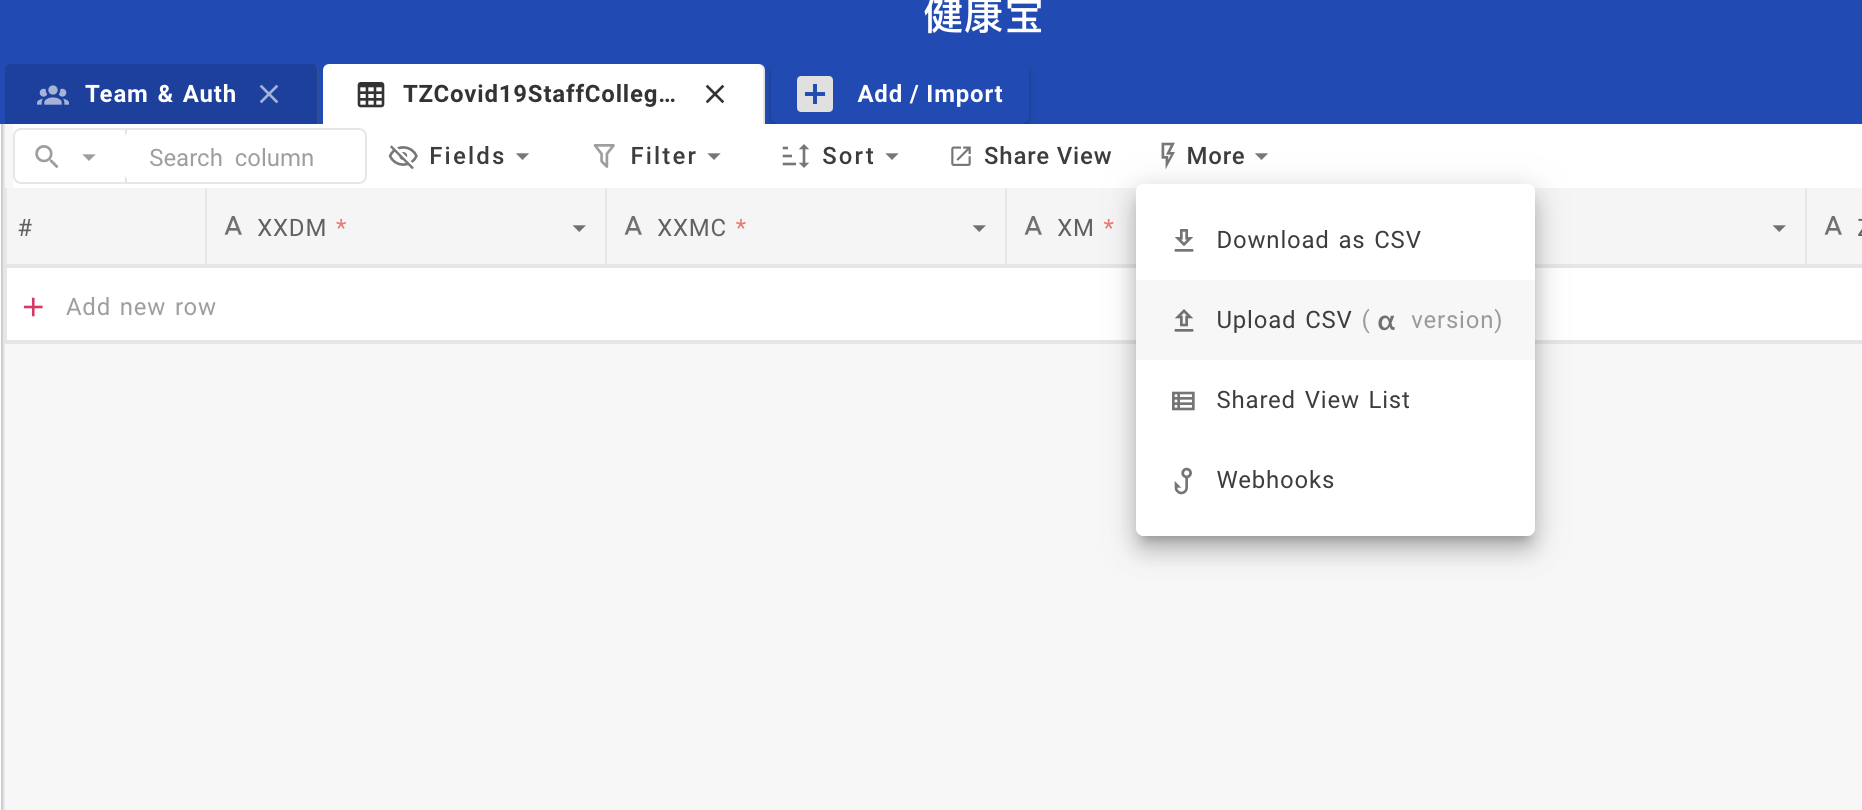 健康宝
Team & Auth
TZCovid19StaffColleg...
Add / Import
Search column
Fields
Filter
Sort
Share View
More
#
A XXDM *
A XXMC *
A XM *
A
Download as CSV
Add new row
Upload CSV ( α version)
Shared View List
Webhooks